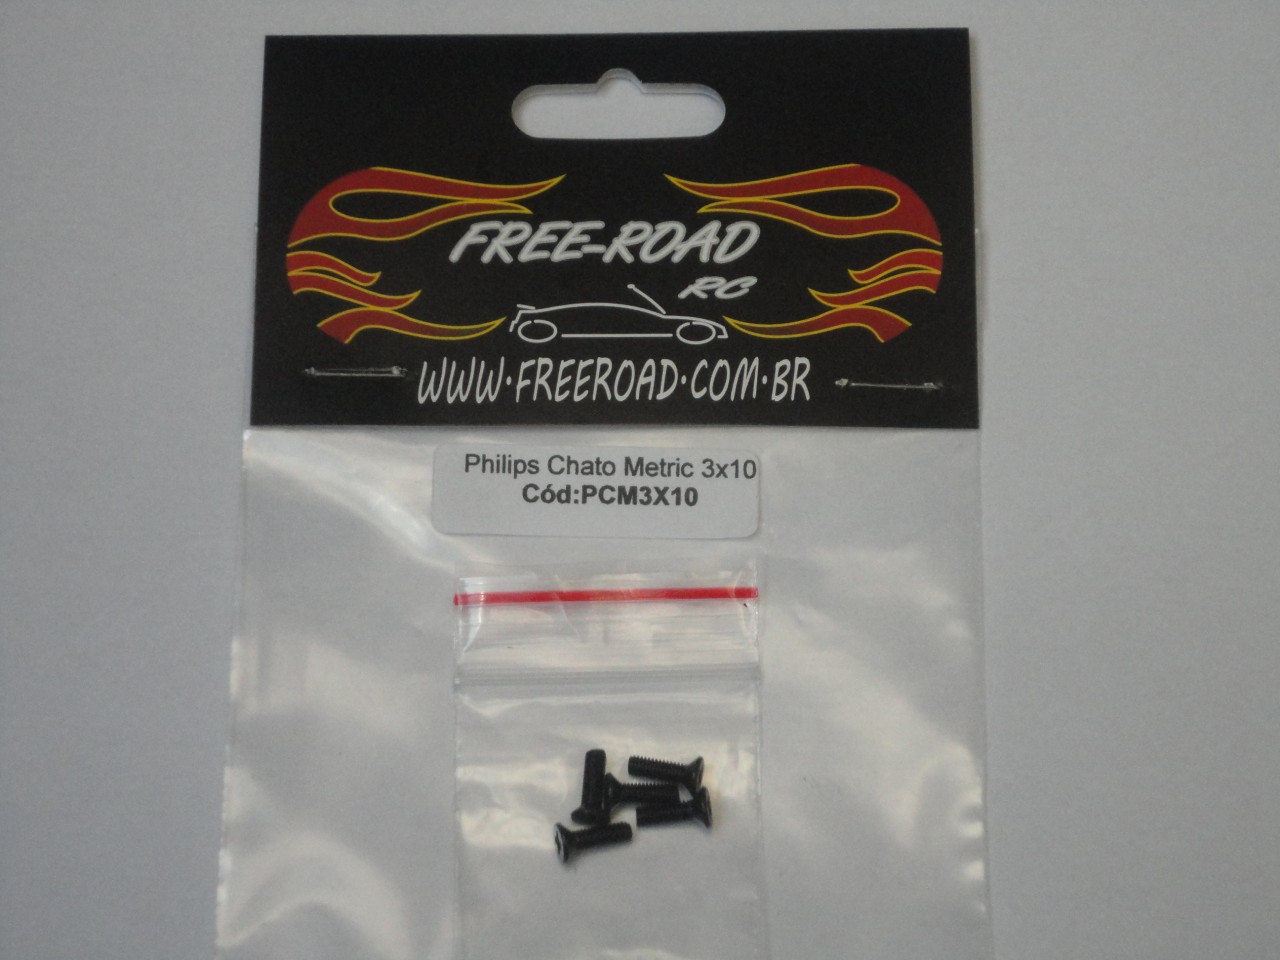 FREE-ROAD
RC
WWW.FREEROAD.COM.BR
Philips Chato Metric 3x10
Cód:PCM3X10